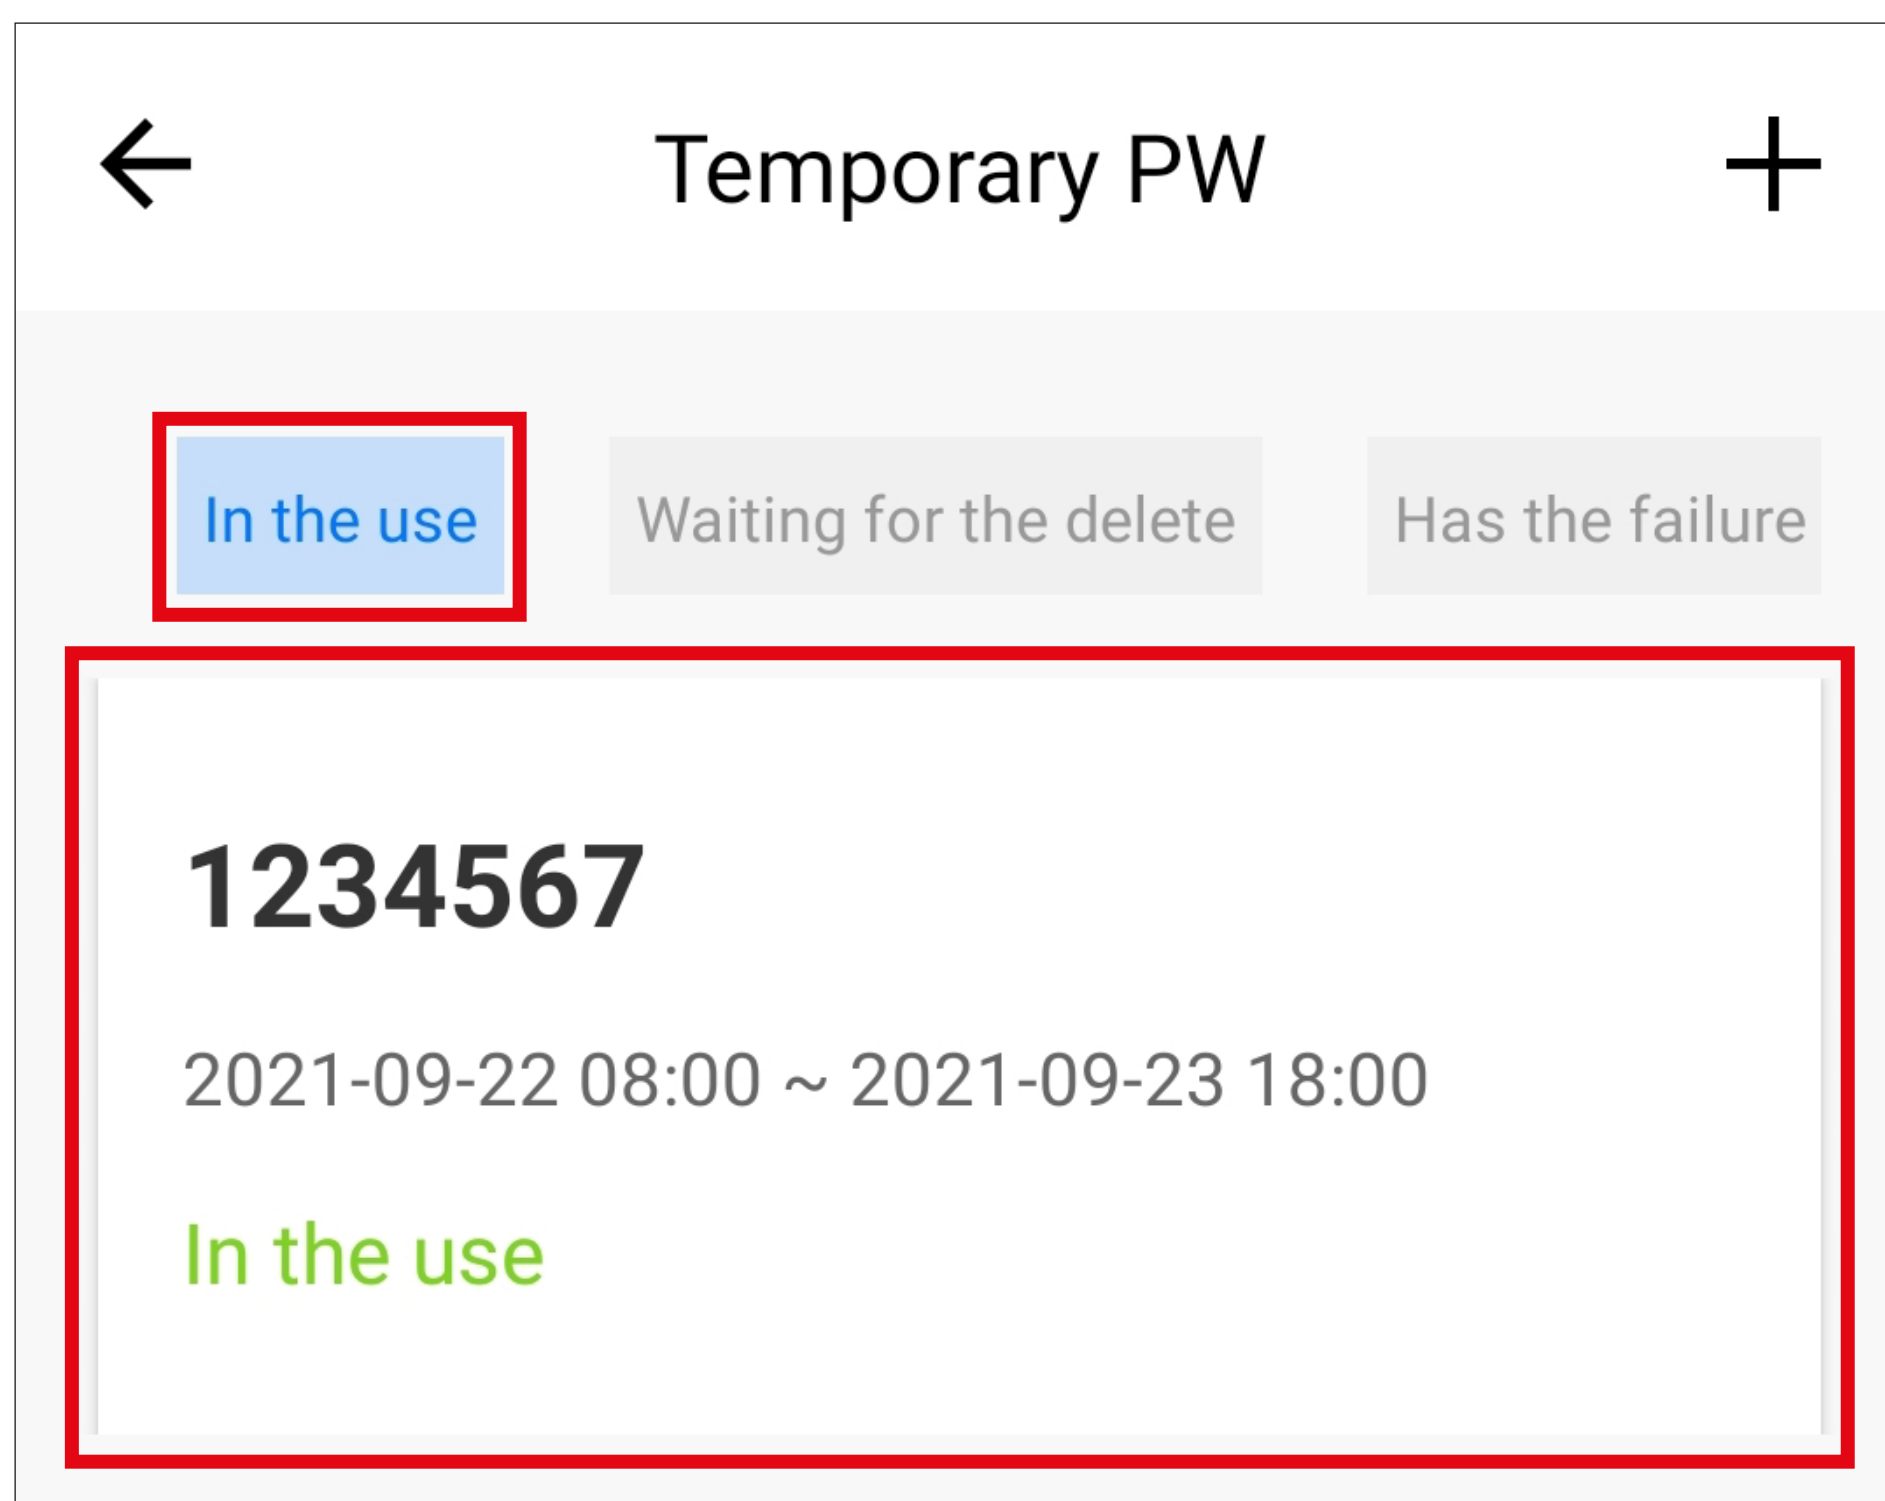 Temporary PW
In the use Waiting for the delete Has the failure
1234567
2021-09-22 08:00 ~ 2021-09-23 18:00
In the use